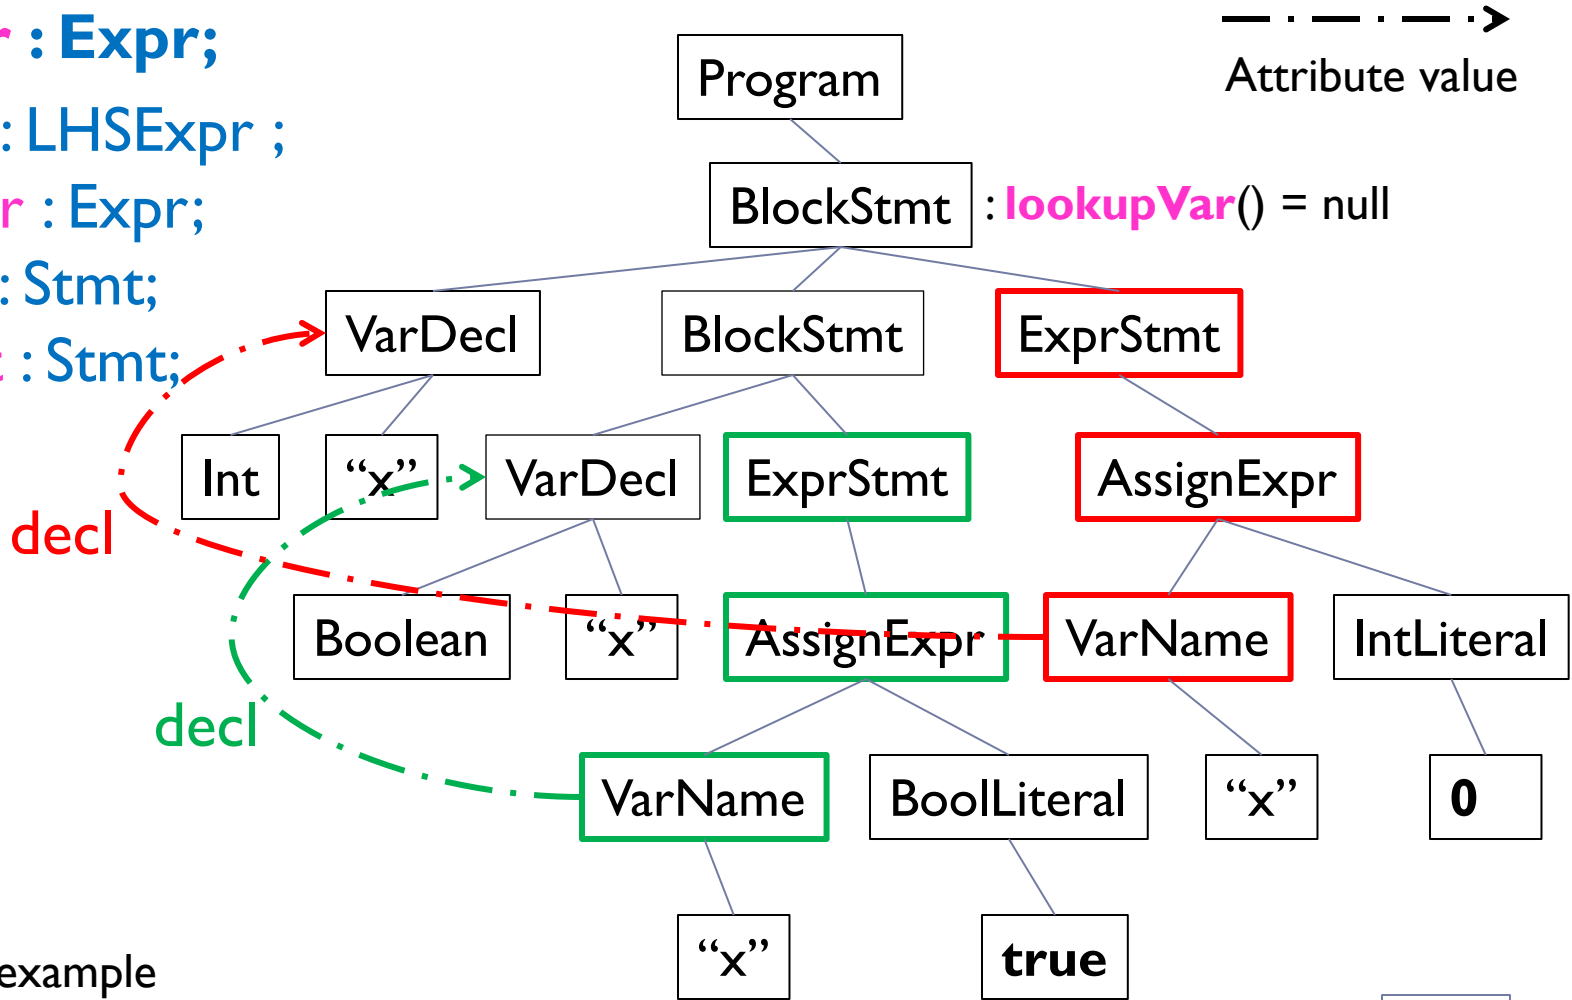 r : Expr;
: LHSExpr ;
r : Expr;
: Stmt;
: Stmt;
Attribute value
Program
BlockStmt : lookupVar() = null
VarDecl BlockStmt ExprStmt
Int “x” VarDecl ExprStmt AssignExpr
decl
Boolean “x” AssignExpr VarName IntLiteral
decl
VarName BoolLiteral “x” 0
“x” true
example